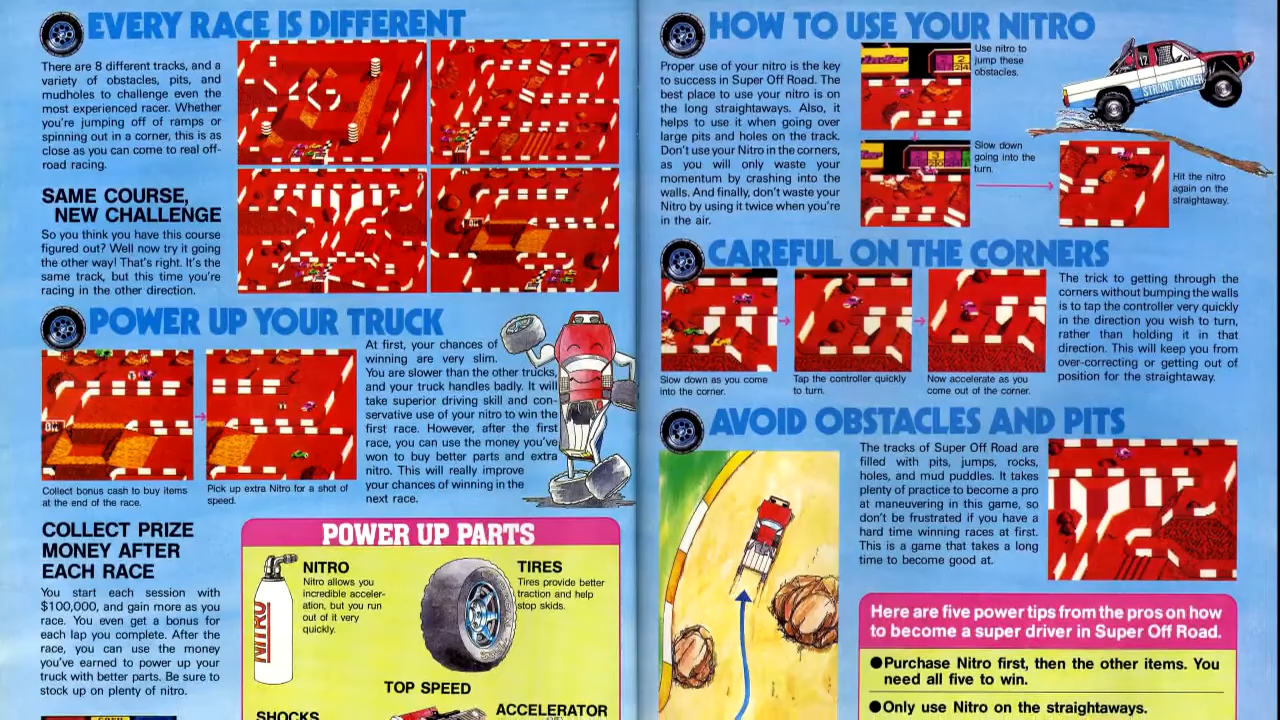 EVERY RACE IS DIFFERENT
There are 8 different tracks, and a
variety of obstacles, pits, and
mudholes to challenge even the
most experienced racer. Whether
you're jumping off of ramps or
spinning out in a corner, this is as
close as you can come to real off-
road racing.
SAME COURSE,
NEW CHALLENGE
So you think you have this course
figured out? Well now try it going
the other way! That's right. It's the
same track, but this time you're
racing in the other direction.
POWER UP YOUR TRUCK
At first, your chances of
winning are very slim.
You are slower than the other trucks,
and your truck handles badly. It will
take superior driving skill and con-
servative use of your nitro to win the
first race. However, after the first
race, you can use the money you've
won to buy better parts and extra
nitro. This will really improve
your chances of winning in the
next race.
Collect bonus cash to buy items
at the end of the race.
Pick up extra Nitro for a shot of
speed.
COLLECT PRIZE
MONEY AFTER
EACH RACE
You start each session with
$100,000, and gain more as you
race. You even get a bonus for
each lap you complete. After the
race, you can use the money
you've earned to power up your
truck with better parts. Be sure to
stock up on plenty of nitro.
POWER UP PARTS
NITRO
Nitro allows you
incredible acceler-
ation, but you run
out of it very
quickly.
NITRO
TIRES
Tires provide better
traction and help
stop skids.
TOP SPEED
SHOCKS
ACCELERATOR
HOW TO USE YOUR NITRO
Proper use of your nitro is the key
to success in Super Off Road. The
best place to use your nitro is on
the long straightaways. Also, it
helps to use it when going over
large pits and holes on the track.
Don't use your Nitro in the corners,
as you will only waste your
momentum by crashing into the
walls. And finally, don't waste your
Nitro by using it twice when you're
in the air.
Use nitro to
jump these
obstacles.
Slow down
going into the
turn.
Hit the nitro
again on the
straightaway.
12
STRONG POWER
CAREFUL ON THE CORNERS
Slow down as you come
into the corner.
Tap the controller quickly
to turn.
Now accelerate as you
come out of the corner.
The trick to getting through the
corners without bumping the walls
is to tap the controller very quickly
in the direction you wish to turn,
rather than holding it in that
direction. This will keep you from
over-correcting or getting out of
position for the straightaway.
AVOID OBSTACLES AND PITS
The tracks of Super Off Road are
filled with pits, jumps, rocks,
holes, and mud puddles. It takes
plenty of practice to become a pro
at maneuvering in this game, so
don't be frustrated if you have a
hard time winning races at first.
This is a game that takes a long
time to become good at.
Here are five power tips from the pros on how
to become a super driver in Super Off Road.
●Purchase Nitro first, then the other items. You
need all five to win.
●Only use Nitro on the straightaways.